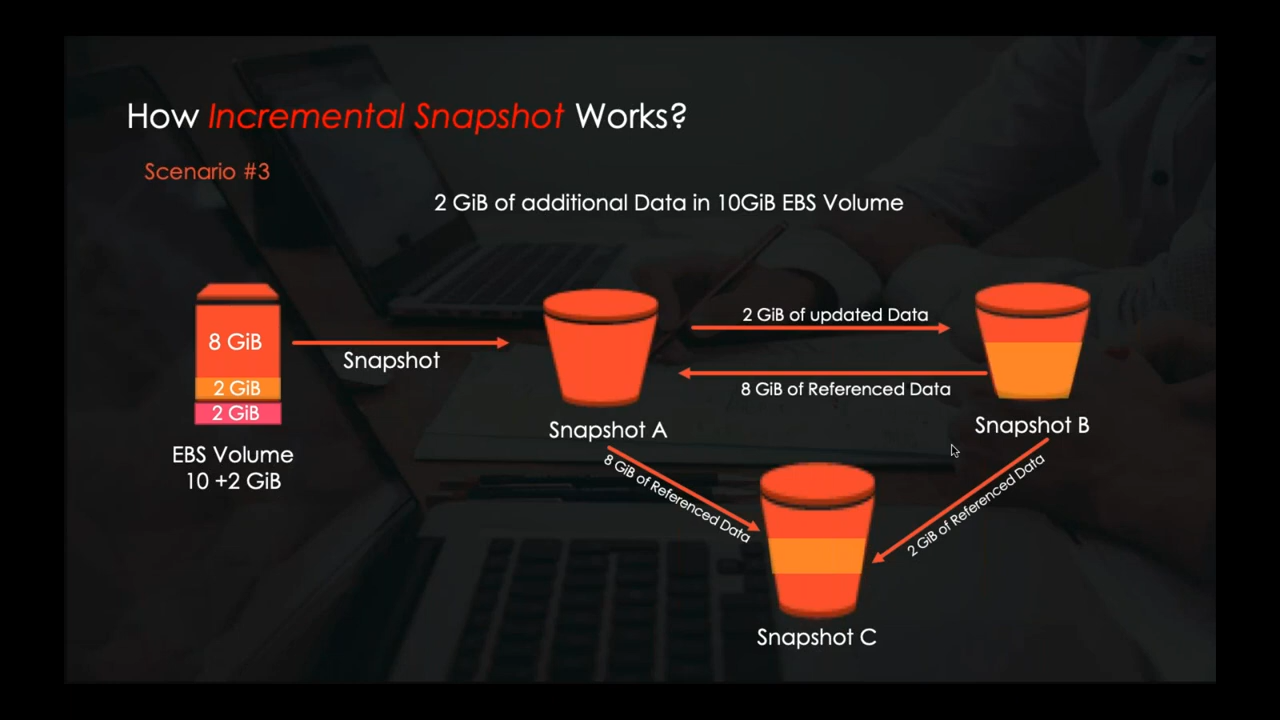 How Incremental Snapshot Works?
Scenario #3
2 GiB of additional Data in 10GiB EBS Volume
8 GiB
2 GiB
2 GiB
EBS Volume
10 +2 GiB
Snapshot
Snapshot A
2 GiB of updated Data
8 GiB of Referenced Data
Snapshot B
8 GiB of Referenced Data
2 GiB of Referenced Data
Snapshot C